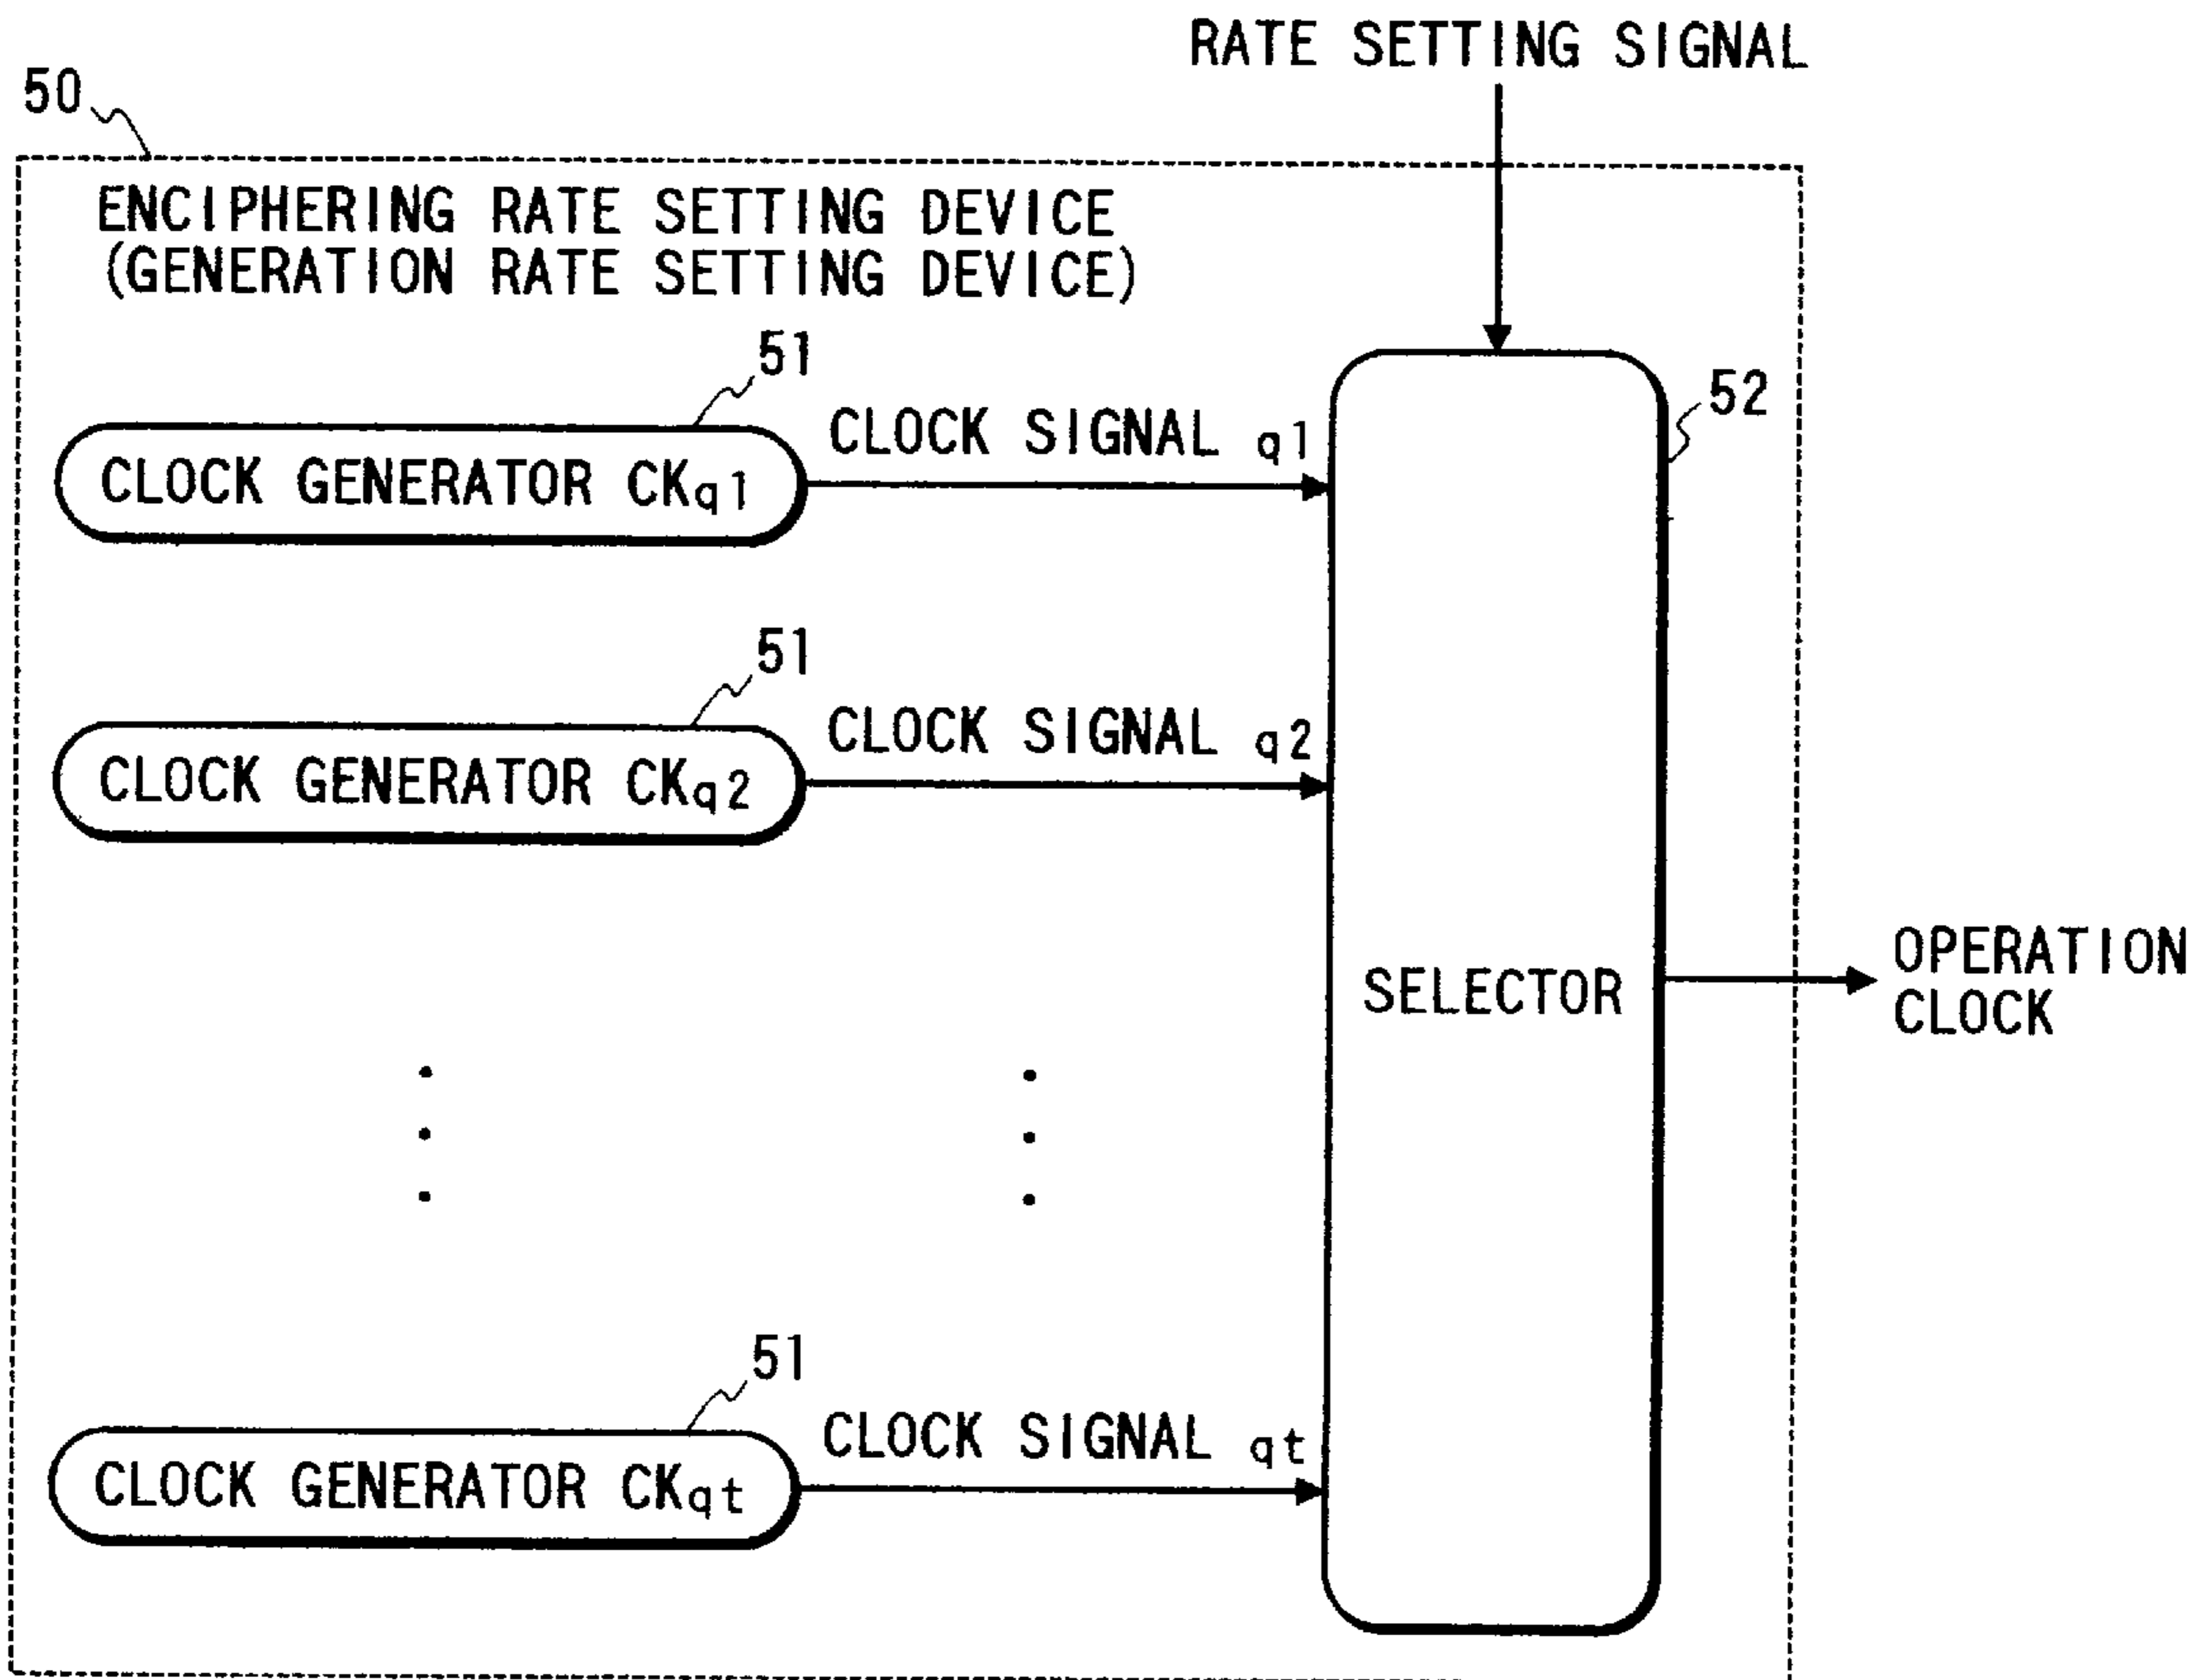 RATE SETTING SIGNAL
50
ENCIPHERING RATE SETTING DEVICE
(GENERATION RATE SETTING DEVICE)
51
52
CLOCK SIGNAL q1
CLOCK GENERATOR CKq1
51
CLOCK SIGNAL q2
CLOCK GENERATOR CKq2
SELECTOR
OPERATION
CLOCK
51
CLOCK SIGNAL qt
CLOCK GENERATOR CKqt